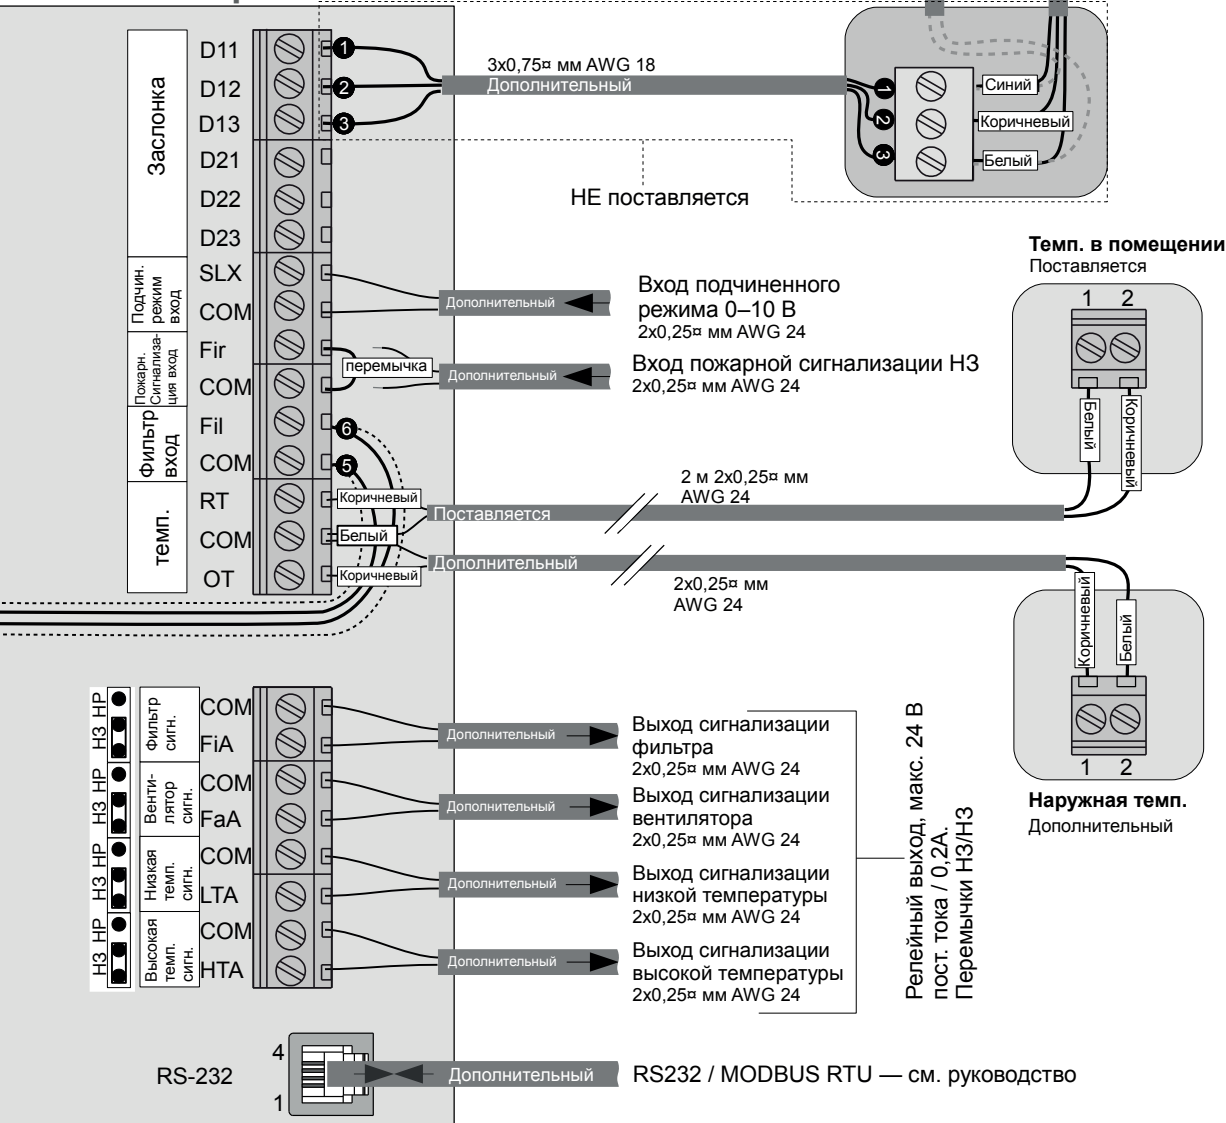 D11
D12
D13
D21
D22
D23
Заслонка
1
2
3
3x0,75¤ мм AWG 18
Дополнительный
1
2
3
Синий
Коричневый
Белый
НЕ поставляется
SLX
COM
Подчин.
режим
вход
Дополнительный
Вход подчиненного
режима 0–10 В
2x0,25¤ мм AWG 24
Fir
COM
Пожарн.
Сигнализа-
ция вход
перемычка
Дополнительный
Вход пожарной сигнализации НЗ
2x0,25¤ мм AWG 24
Fil
COM
Фильтр
вход
6
5
RT
COM
OT
темп.
Коричневый
Белый
Коричневый
Поставляется
2 м 2x0,25¤ мм
AWG 24
Дополнительный
2x0,25¤ мм
AWG 24
Темп. в помещении
Поставляется
1 2
Белый
Коричневый
Коричневый
Белый
1 2
Наружная темп.
Дополнительный
НЗ НР
Фильтр
сигн.
COM
FiA
Дополнительный
Выход сигнализации
фильтра
2x0,25¤ мм AWG 24
НЗ НР
Венти-
лятор
сигн.
COM
FaA
Дополнительный
Выход сигнализации
вентилятора
2x0,25¤ мм AWG 24
НЗ НР
Низкая
темп.
сигн.
COM
LTA
Дополнительный
Выход сигнализации
низкой температуры
2x0,25¤ мм AWG 24
НЗ НР
Высокая
темп.
сигн.
COM
HTA
Дополнительный
Выход сигнализации
высокой температуры
2x0,25¤ мм AWG 24
Релейный выход, макс. 24 В
пост. тока / 0,2А.
Перемычки НЗ/НЗ
RS-232
4
1
Дополнительный
RS232 / MODBUS RTU — см. руководство